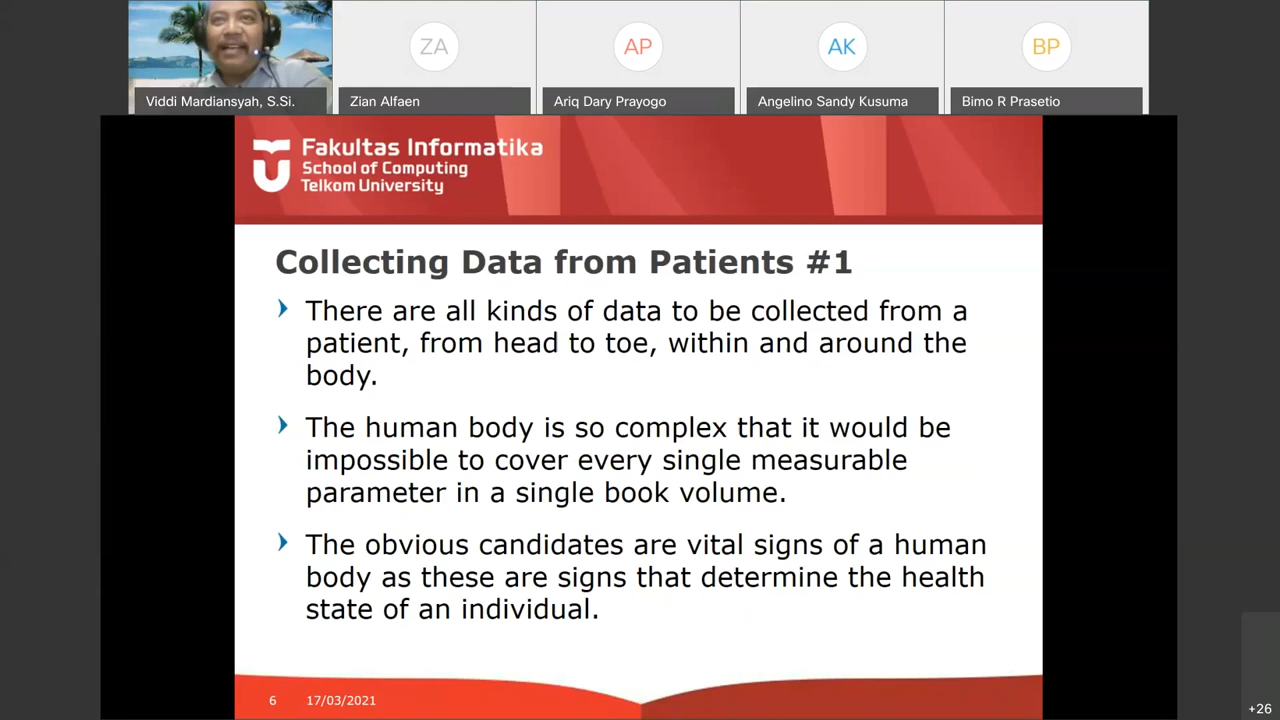 ZA
AP
AK
BP
Viddi Mardiansyah, S.Si.
Zian Alfaen
Ariq Dary Prayogo
Angelino Sandy Kusuma
Bimo R Prasetio
Fakultas Informatika
School of Computing
Telkom University
Collecting Data from Patients #1
There are all kinds of data to be collected from a
patient, from head to toe, within and around the
body.
The human body is so complex that it would be
impossible to cover every single measurable
parameter in a single book volume.
The obvious candidates are vital signs of a human
body as these are signs that determine the health
state of an individual.
6 17/03/2021
+26